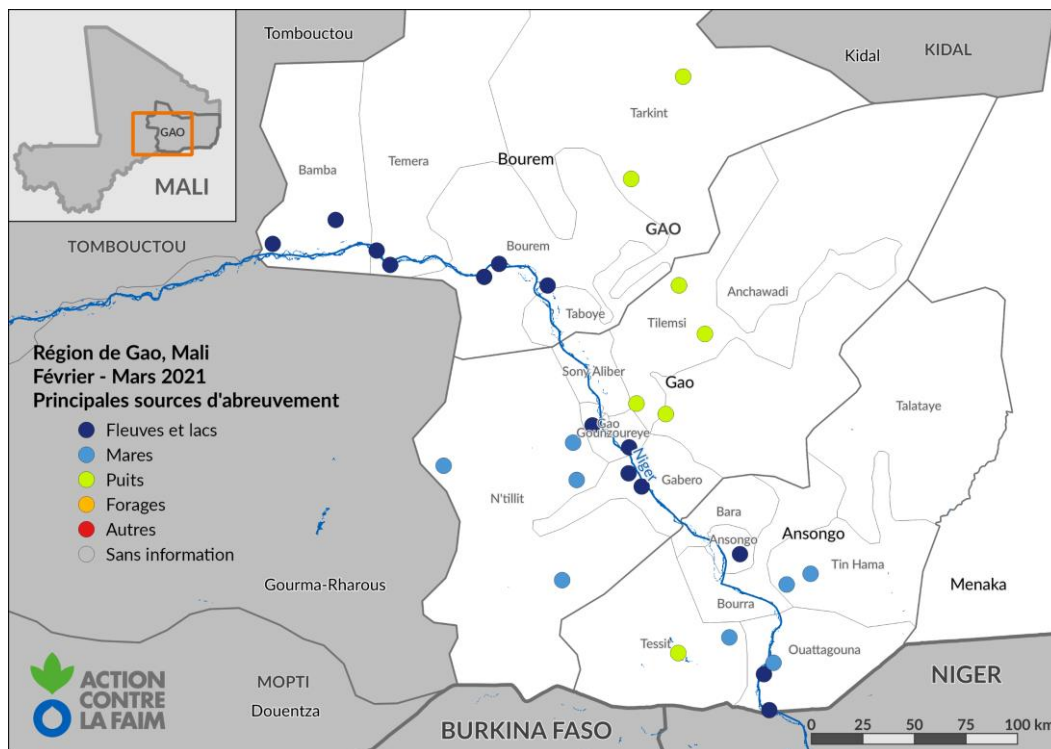 Tombouctou
Kidal
KIDAL
Tarkint
GAO
MALI
Bamba
Temera
Bourem
GAO
TOMBOUCTOU
Bourem
Anchawadi
Taboye
Tilemsi
Région de Gao, Mali
Février - Mars 2021
Principales sources d'abreuvement
Fleuves et lacs
Mares
Puits
Forages
Autres
Sans information
Sony Aliber
Gao
Talataye
Gao
Gounzoureye
Niger
N'tillit
Gabero
Bara
Ansongo
Ansongo
Tin Hama
Gourma-Rharous
Menaka
Bourra
Tessit
Ouattagouna
ACTION
CONTRE
LA FAIM
MOPTI
Douentza
NIGER
BURKINA FASO
0 25 50 75 100 km